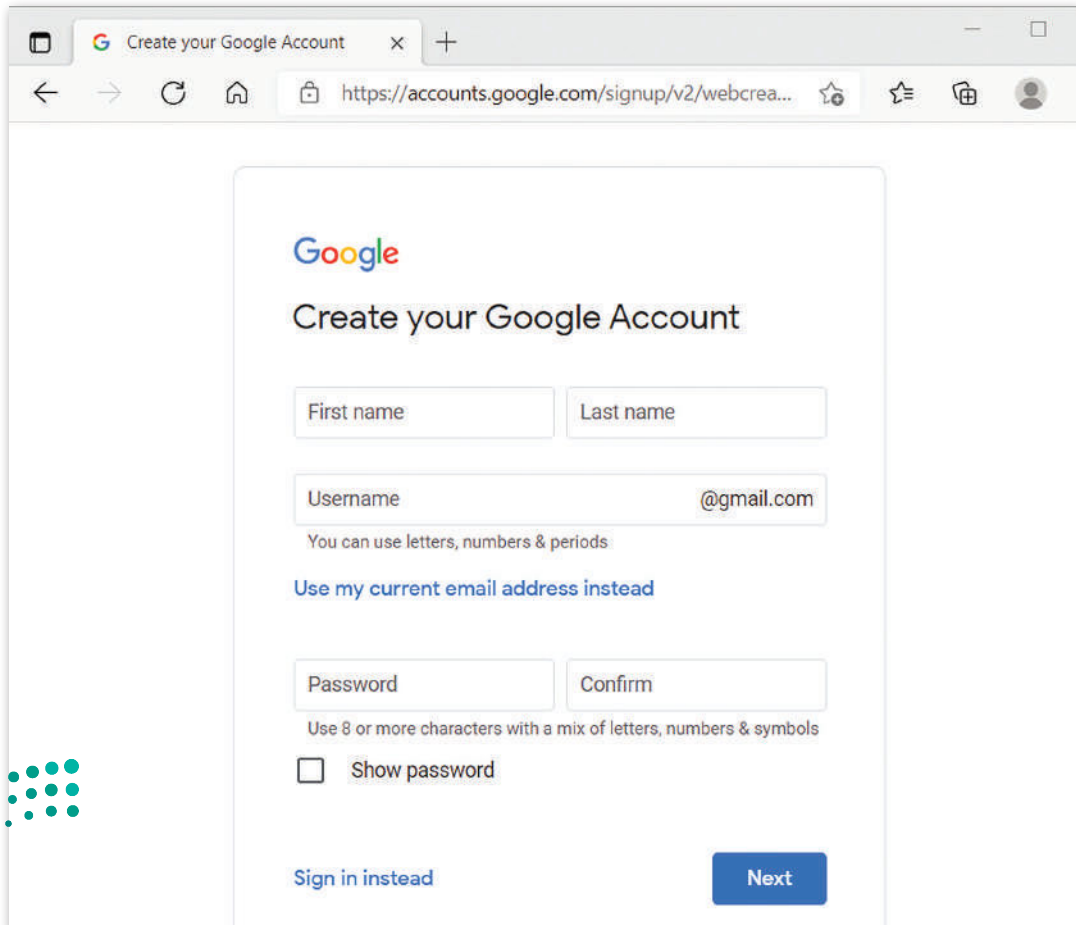 Create your Google Account
https://accounts.google.com/signup/v2/webcrea...
Google
Create your Google Account
First name Last name
Username @gmail.com
You can use letters, numbers & periods
Use my current email address instead
Password Confirm
Use 8 or more characters with a mix of letters, numbers & symbols
Show password
Sign in instead Next